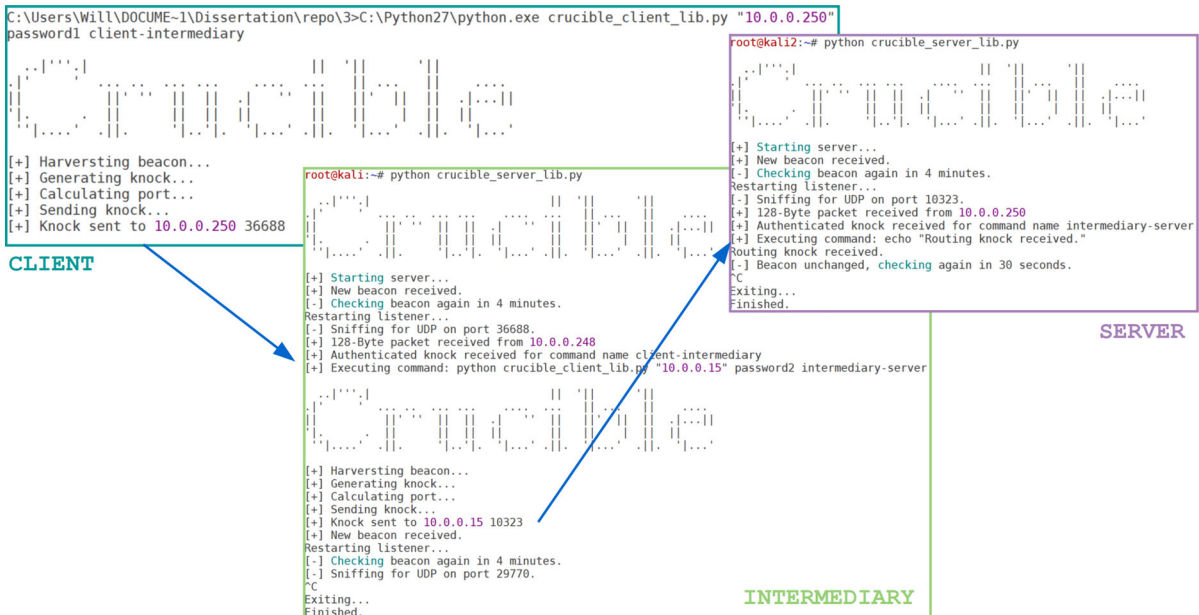 C:\Users\Will\DOCUME~1\Dissertation\repo\3>C:\Python27\python.exe crucible_client_lib.py "10.0.0.250"
password1 client-intermediary
Crucible
[+] Harversting beacon...
[+] Generating knock...
[+] Calculating port...
[+] Sending knock...
[+] Knock sent to 10.0.0.250 36688
CLIENT
root@kali:~# python crucible_server_lib.py
Crucible
[+] Starting server...
[+] New beacon received.
[-] Checking beacon again in 4 minutes.
Restarting listener...
[-] Sniffing for UDP on port 36688.
[+] 128-Byte packet received from 10.0.0.248
[+] Authenticated knock received for command name client-intermediary
[+] Executing command: python crucible_client_lib.py "10.0.0.15" password2 intermediary-server
Crucible
[+] Harversting beacon...
[+] Generating knock...
[+] Calculating port...
[+] Sending knock...
[+] Knock sent to 10.0.0.15 10323
[+] New beacon received.
Restarting listener...
[-] Checking beacon again in 4 minutes.
[-] Sniffing for UDP on port 29770.
^C
Exiting...
Finished.
INTERMEDIARY
root@kali2:~# python crucible_server_lib.py
Crucible
[+] Starting server...
[+] New beacon received.
[-] Checking beacon again in 4 minutes.
Restarting listener...
[-] Sniffing for UDP on port 10323.
[+] 128-Byte packet received from 10.0.0.250
[+] Authenticated knock received for command name intermediary-server
[+] Executing command: echo "Routing knock received."
Routing knock received.
[-] Beacon unchanged, checking again in 30 seconds.
^C
Exiting...
Finished.
SERVER